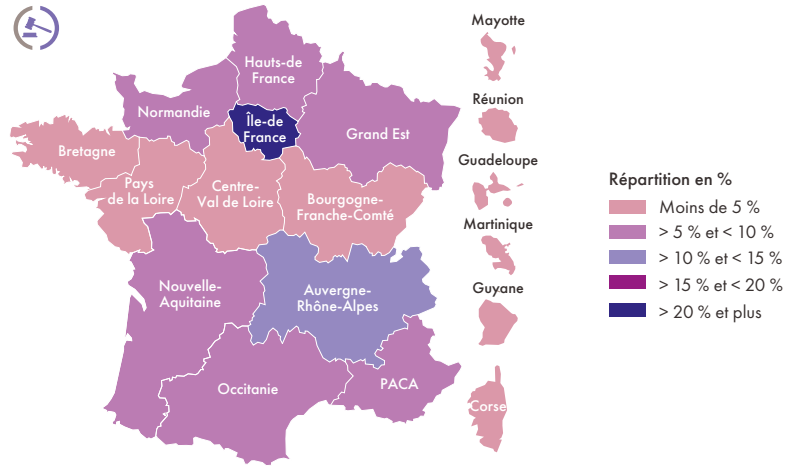 Mayotte
Hauts-de
France
Réunion
Normandie
Île-de
France
Grand Est
Bretagne
Guadeloupe
Pays
de la Loire
Centre-
Val de Loire
Bourgogne-
Franche-Comté
Martinique
Nouvelle-
Aquitaine
Auvergne-
Rhône-Alpes
Guyane
Occitanie
PACA
Corse
Répartition en %
Moins de 5 %
> 5 % et < 10 %
> 10 % et < 15 %
> 15 % et < 20 %
> 20 % et plus